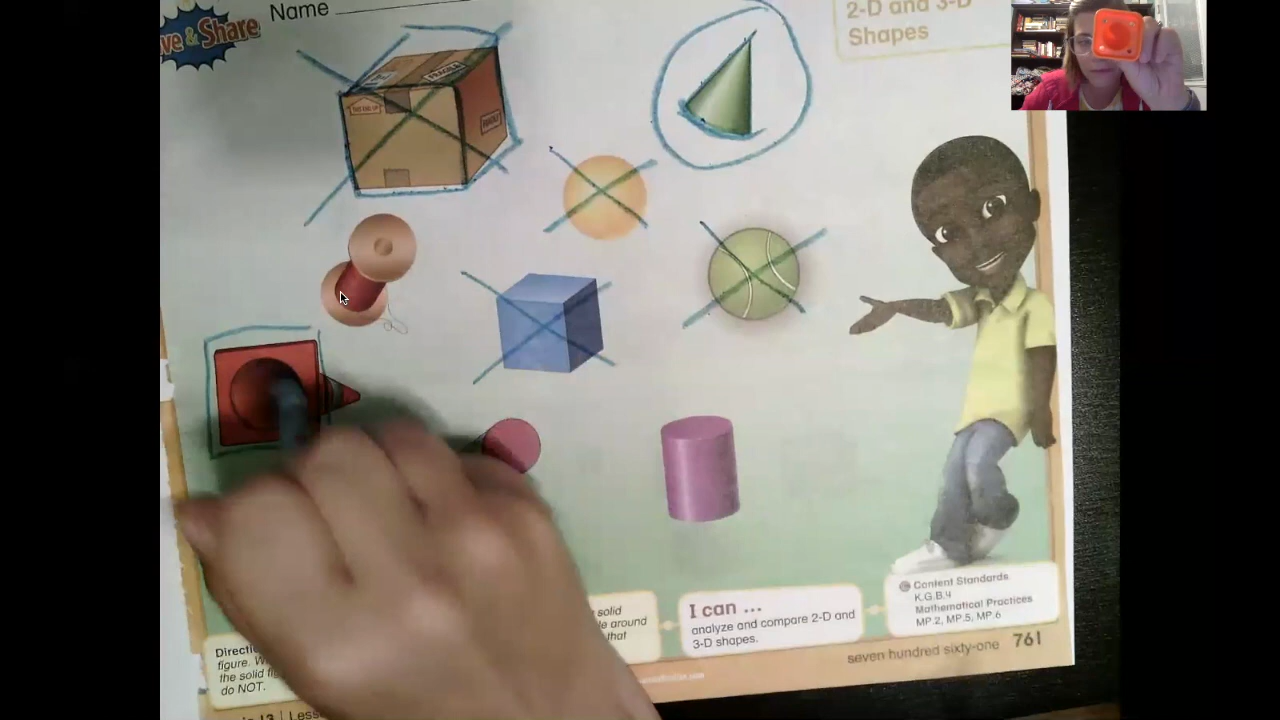 ve & Share
Name
2-D and 3-D
Shapes
THIS END UP
FRAGILE
FRAGILE
solid
le around
that
I can ...
analyze and compare 2-D and
3-D shapes.
Content Standards
K.G.B.4
Mathematical Practices
MP.2, MP.5, MP.6
figure. W
the solid fig
do NOT.
seven hundred sixty-one 761